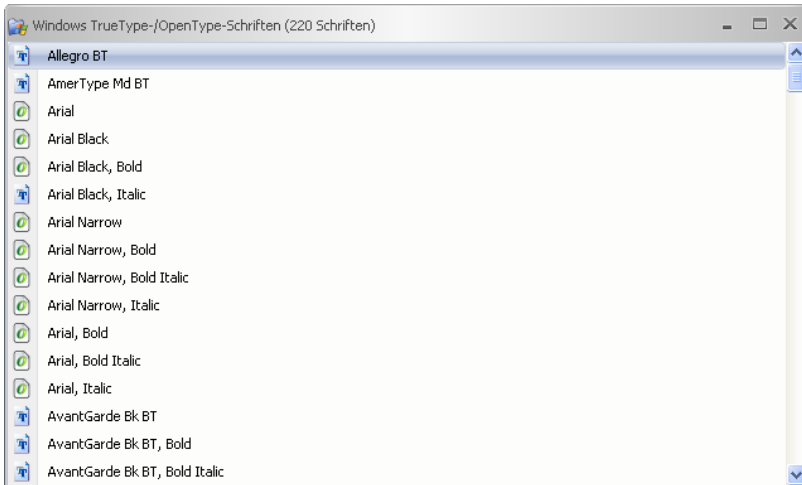 Windows TrueType-/OpenType-Schriften (220 Schriften)
Allegro BT
AmerType Md BT
Arial
Arial Black
Arial Black, Bold
Arial Black, Italic
Arial Narrow
Arial Narrow, Bold
Arial Narrow, Bold Italic
Arial Narrow, Italic
Arial, Bold
Arial, Bold Italic
Arial, Italic
AvantGarde Bk BT
AvantGarde Bk BT, Bold
AvantGarde Bk BT, Bold Italic